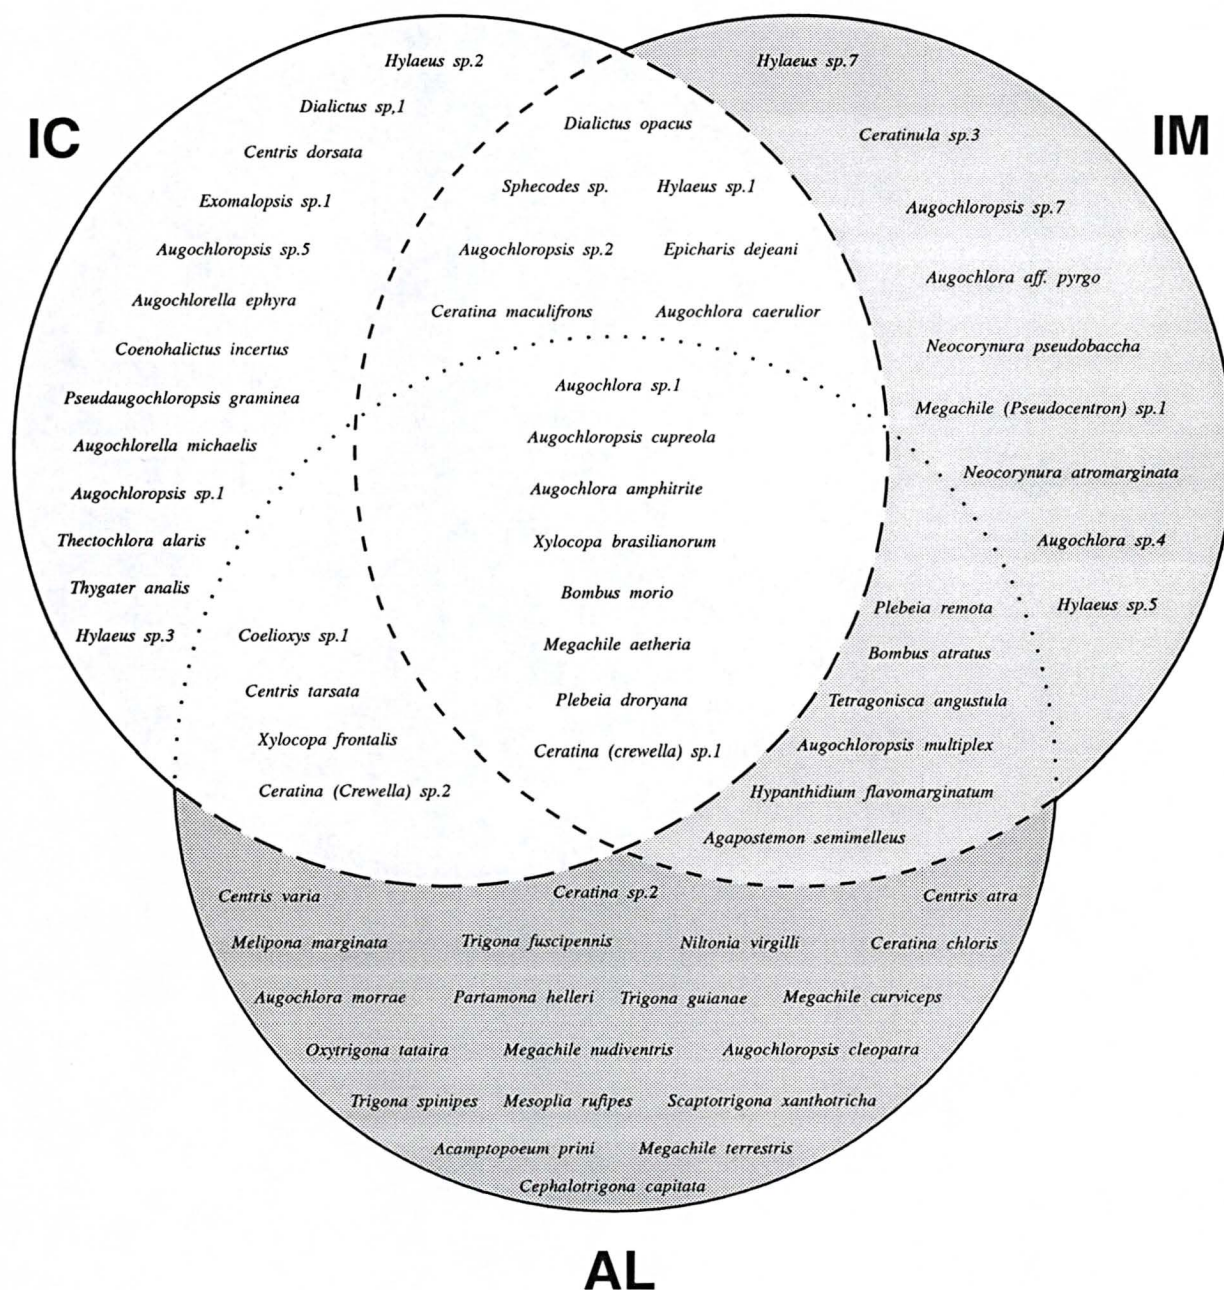 IC
Hylaeus sp.2
Dialictus sp,1
Centris dorsata
Exomalopsis sp.1
Augochloropsis sp.5
Augochlorella ephyra
Coenohalictus incertus
Pseudaugochloropsis graminea
Augochlorella michaelis
Augochloropsis sp.1
Thectochlora alaris
Thygater analis
Hylaeus sp.3
Dialictus opacus
Sphecodes sp. Hylaeus sp.1
Augochloropsis sp.2 Epicharis dejeani
Ceratina maculifrons Augochlora caerulior
IM
Hylaeus sp.7
Ceratinula sp.3
Augochloropsis sp.7
Augochlora aff. pyrgo
Neocorynura pseudobaccha
Megachile (Pseudocentron) sp.1
Neocorynura atromarginata
Augochlora sp.4
Hylaeus sp.5
Augochlora sp.1
Augochloropsis cupreola
Augochlora amphitrite
Xylocopa brasilianorum
Bombus morio
Megachile aetheria
Plebeia droryana
Ceratina (crewella) sp.1
Coelioxys sp.1
Centris tarsata
Xylocopa frontalis
Ceratina (Crewella) sp.2
Plebeia remota
Bombus atratus
Tetragonisca angustula
Augochloropsis multiplex
Hypanthidium flavomarginatum
Agapostemon semimelleus
Centris varia Ceratina sp.2 Centris atra
Melipona marginata Trigona fuscipennis Niltonia virgilli Ceratina chloris
Augochlora morrae Partamona helleri Trigona guianae Megachile curviceps
Oxytrigona tataira Megachile nudiventris Augochloropsis cleopatra
Trigona spinipes Mesoplia rufipes Scaptotrigona xanthotricha
Acamptopoeum prini Megachile terrestris
Cephalotrigona capitata
AL